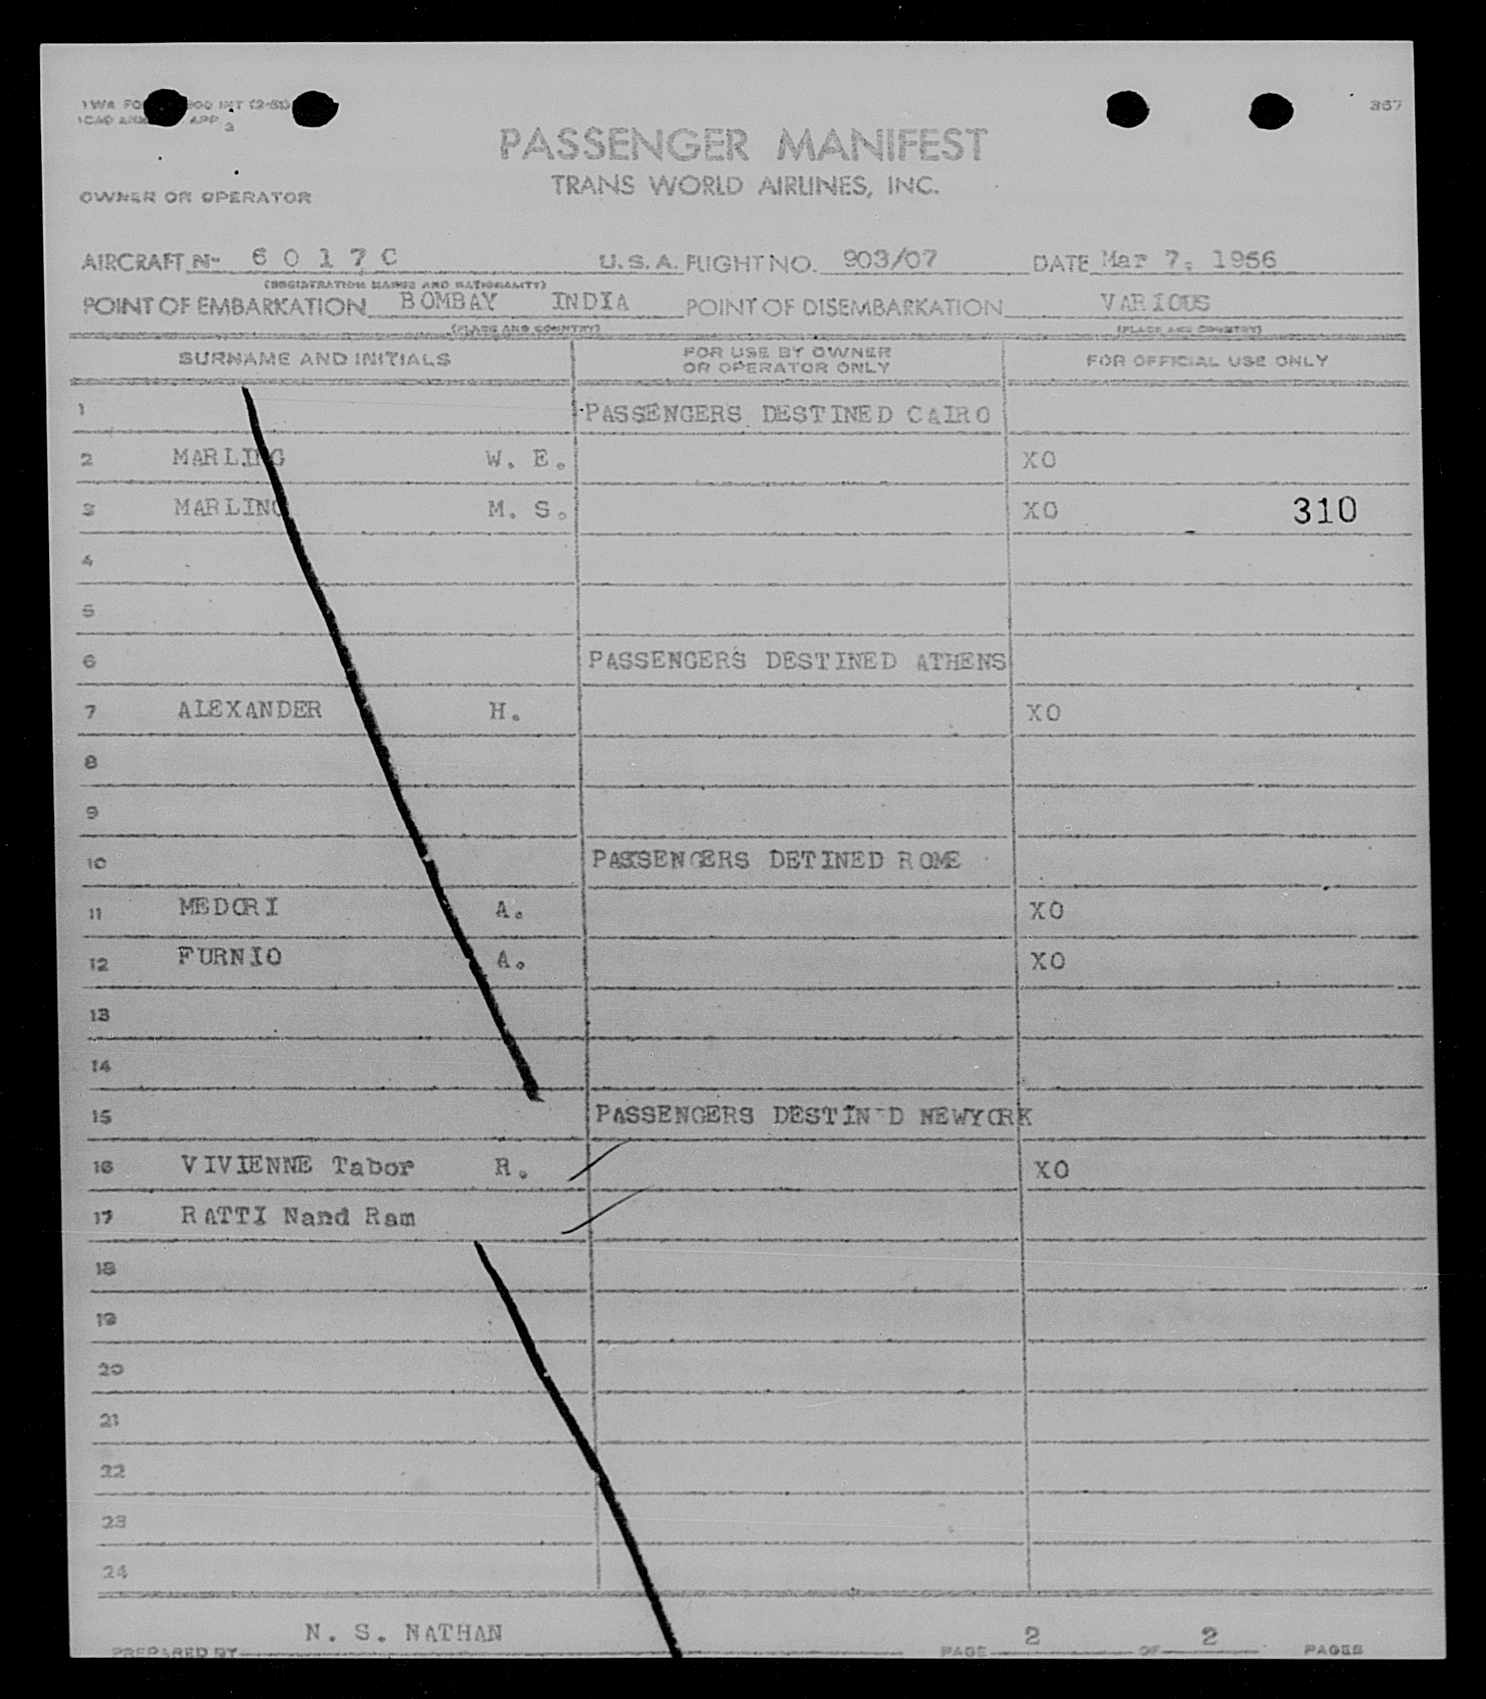 367
PASSENGER MANIFEST
TRANS WORLD AIRLINES, INC.
OWNER OR OPERATOR
AIRCRAFT N- 6 0 1 7 C U.S.A. FLIGHT NO. 903/07 DATE Mar 7, 1956
(REGISTRATION MARKS AND NATIONALITY)
POINT OF EMBARKATION BOMBAY INDIA POINT OF DISEMBARKATION VARIOUS
(PLACE AND COUNTRY) (PLACE AND COUNTRY)
SURNAME AND INITIALS FOR USE BY OWNER OR OPERATOR ONLY FOR OFFICIAL USE ONLY
1 PASSENGERS DESTINED CAIRO
2 MARLING W. E. XO
3 MARLING M. S. XO 310
4
5
6 PASSENGERS DESTINED ATHENS
7 ALEXANDER H. XO
8
9
10 PASSENGERS DETINED ROME
11 MEDORI A. XO
12 FURNIO A. XO
13
14
15 PASSENGERS DESTIN-D NEWYORK
16 VIVIENNE Tabor R. XO
17 RATTI Nand Ram
18
19
20
21
22
23
24
PREPARED BY N. S. NATHAN PAGE 2 OF 2 PAGES